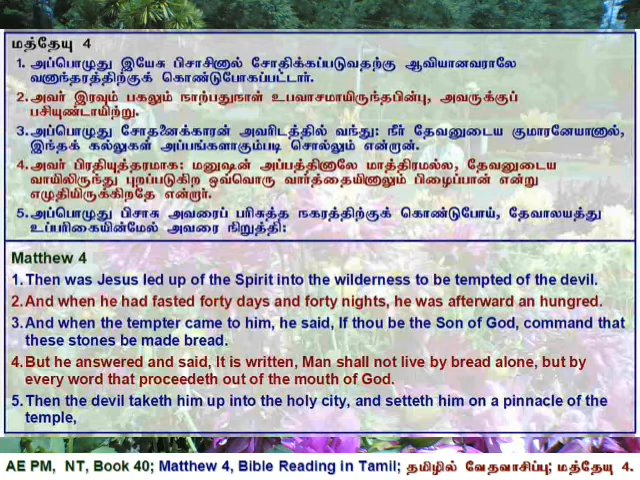 மத்தேயு 4
1. அப்பொழுது இயேசு பிசாசினால் சோதிக்கப்படுவதற்கு ஆவியானவராலே
வனாந்தரத்திற்குக் கொண்டுபோகப்பட்டார்.
2. அவர் இரவும் பகலும் நாற்பதுநாள் உபவாசமாயிருந்தபின்பு, அவருக்குப்
பசியுண்டாயிற்று.
3. அப்பொழுது சோதனைக்காரன் அவரிடத்தில் வந்து: நீர் தேவனுடைய குமாரனேயானால்,
இந்தக் கல்லுகள் அப்பங்களாகும்படி சொல்லும் என்றான்.
4. அவர் பிரதியுத்தரமாக: மனுஷன் அப்பத்தினாலே மாத்திரமல்ல, தேவனுடைய
வாயிலிருந்து புறப்படுகிற ஒவ்வொரு வார்த்தையினாலும் பிழைப்பான் என்று
எழுதியிருக்கிறதே என்றார்.
5. அப்பொழுது பிசாசு அவரைப் பரிசுத்த நகரத்திற்குக் கொண்டுபோய், தேவாலயத்து
உப்பரிகையின்மேல் அவரை நிறுத்தி:
Matthew 4
1. Then was Jesus led up of the Spirit into the wilderness to be tempted of the devil.
2. And when he had fasted forty days and forty nights, he was afterward an hungred.
3. And when the tempter came to him, he said, If thou be the Son of God, command that
these stones be made bread.
4. But he answered and said, It is written, Man shall not live by bread alone, but by
every word that proceedeth out of the mouth of God.
5. Then the devil taketh him up into the holy city, and setteth him on a pinnacle of the
temple,
AE PM, NT, Book 40; Matthew 4, Bible Reading in Tamil; தமிழில் வேதவாசிப்பு; மத்தேயு 4.